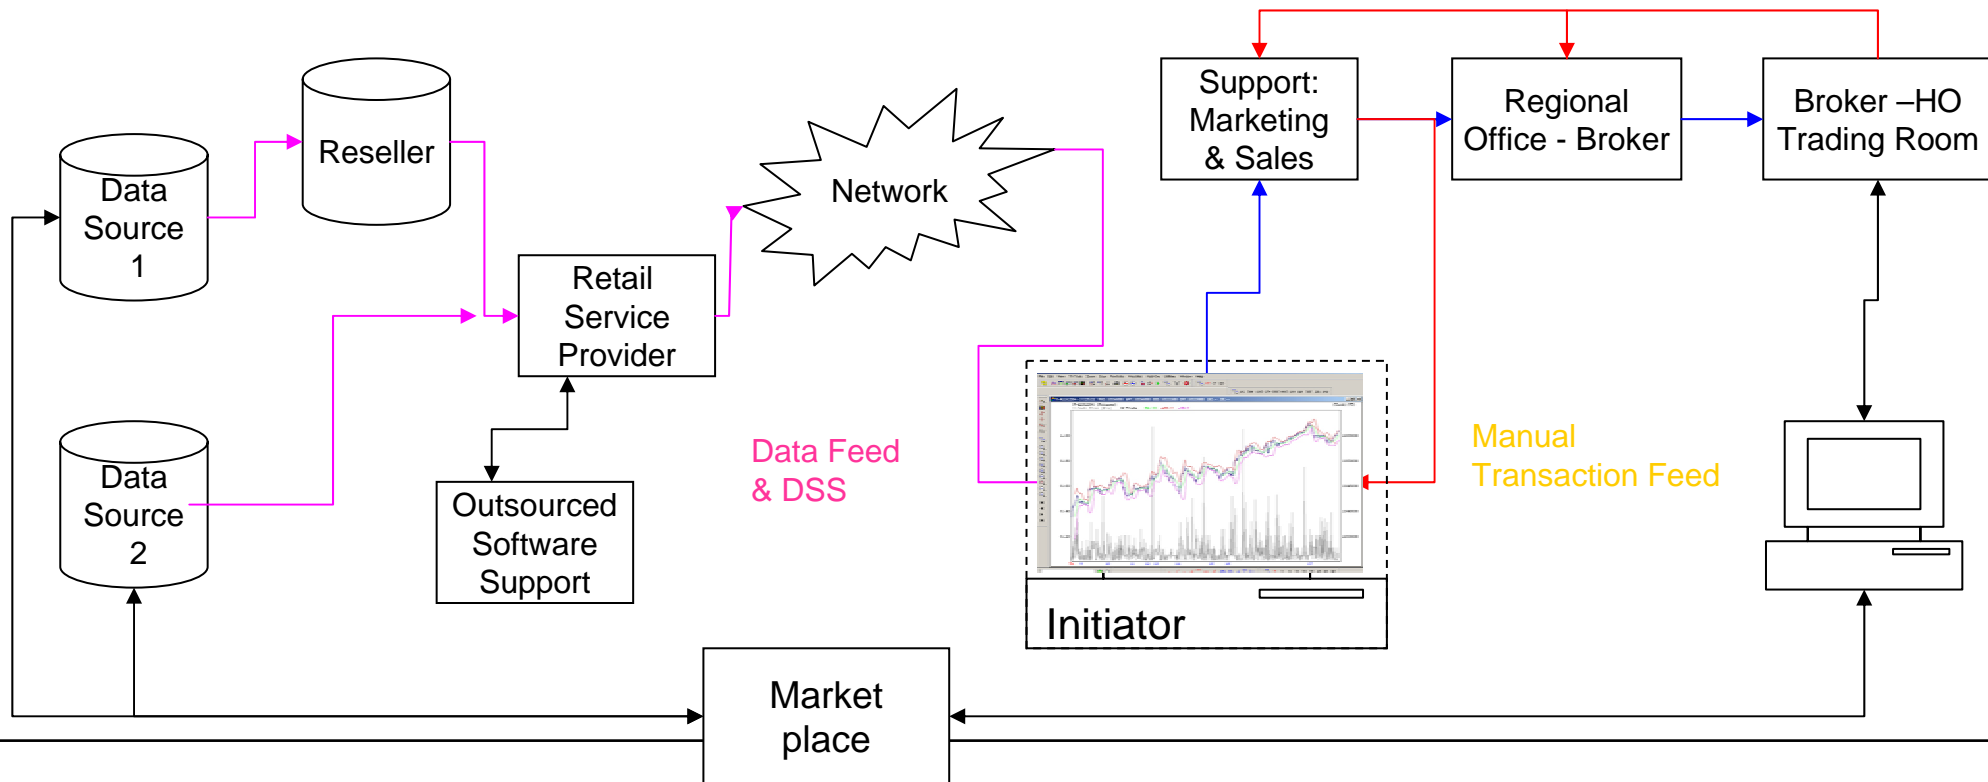 Support:
Marketing
& Sales
Regional
Office - Broker
Broker –HO
Trading Room
Reseller
Network
Data
Source
1
Retail
Service
Provider
Data
Source
2
Outsourced
Software
Support
Data Feed
& DSS
Manual
Transaction Feed
Initiator
Market
place